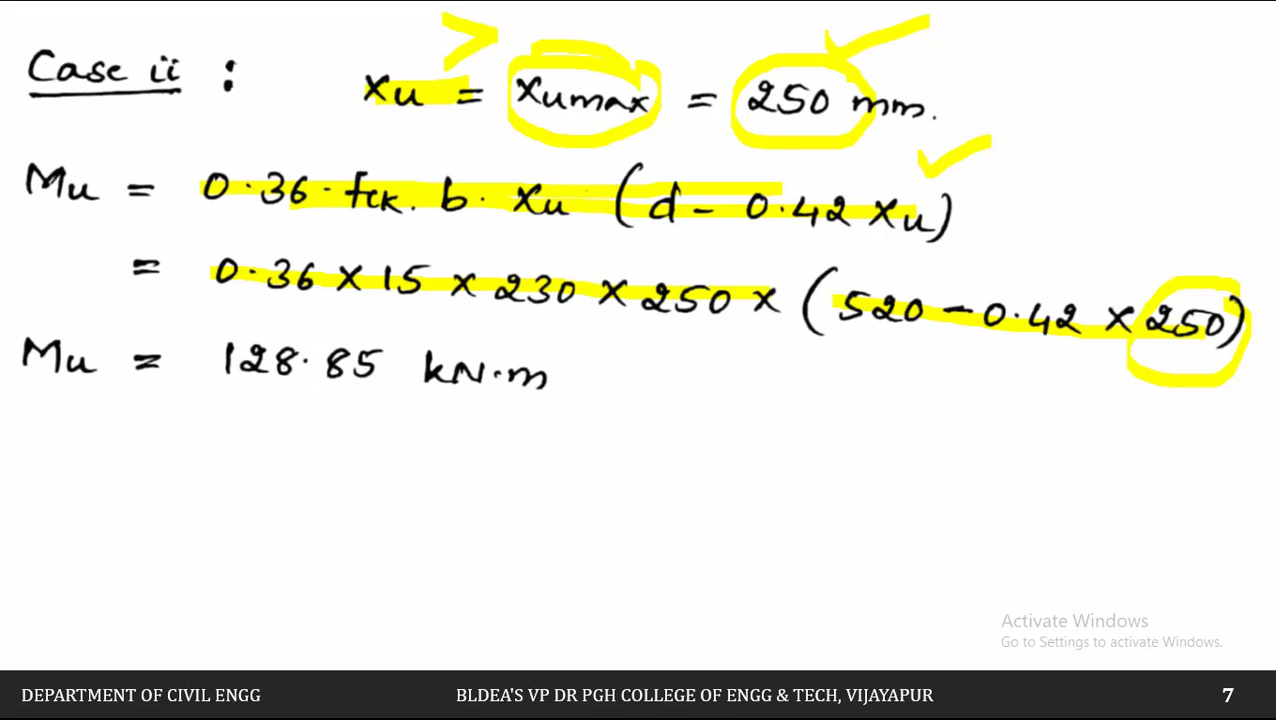 Case ii : xu = xumax = 250 mm.
Mu = 0.36. fck. b. xu (d - 0.42 xu)
= 0.36 x 15 x 230 x 250 x (520 - 0.42 x 250)
Mu = 128.85 kN.m
Activate Windows
Go to Settings to activate Windows.
DEPARTMENT OF CIVIL ENGG BLDEA'S VP DR PGH COLLEGE OF ENGG & TECH, VIJAYAPUR 7